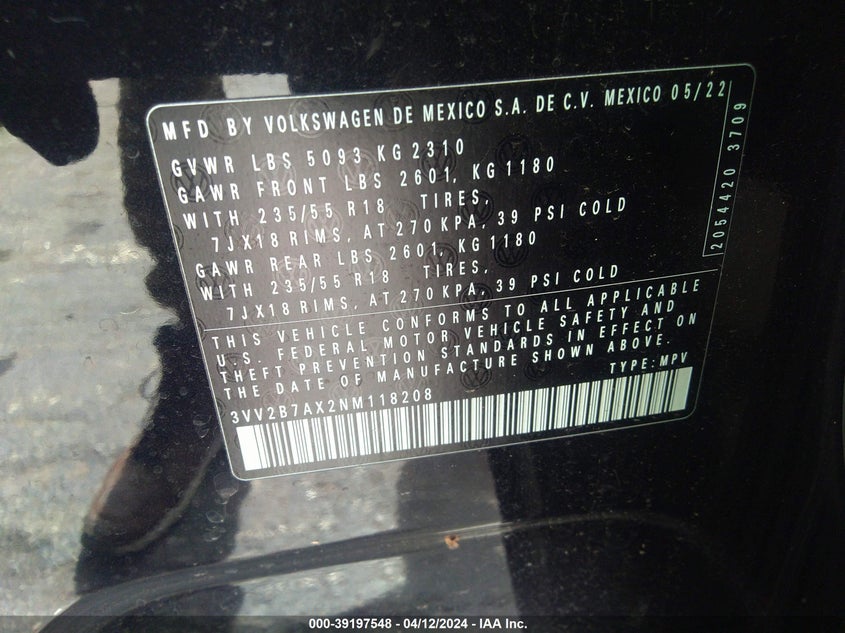 MFD BY VOLKSWAGEN DE MEXICO S.A. DE C.V. MEXICO 05/22
GVWR LBS 5093 KG 2310
GAWR FRONT LBS 2601, KG 1180
WITH 235/55 R18 TIRES,
7JX18 RIMS, AT 270 KPA, 39 PSI COLD
GAWR REAR LBS 2601, KG 1180
WITH 235/55 R18 TIRES,
7JX18 RIMS, AT 270 KPA, 39 PSI COLD
2054420 3709
THIS VEHICLE CONFORMS TO ALL APPLICABLE
U.S. FEDERAL MOTOR VEHICLE SAFETY AND
THEFT PREVENTION STANDARDS IN EFFECT ON
THE DATE OF MANUFACTURE SHOWN ABOVE.
TYPE: MPV
3VV2B7AX2NM118208
000-39197548 - 04/12/2024 - IAA Inc.